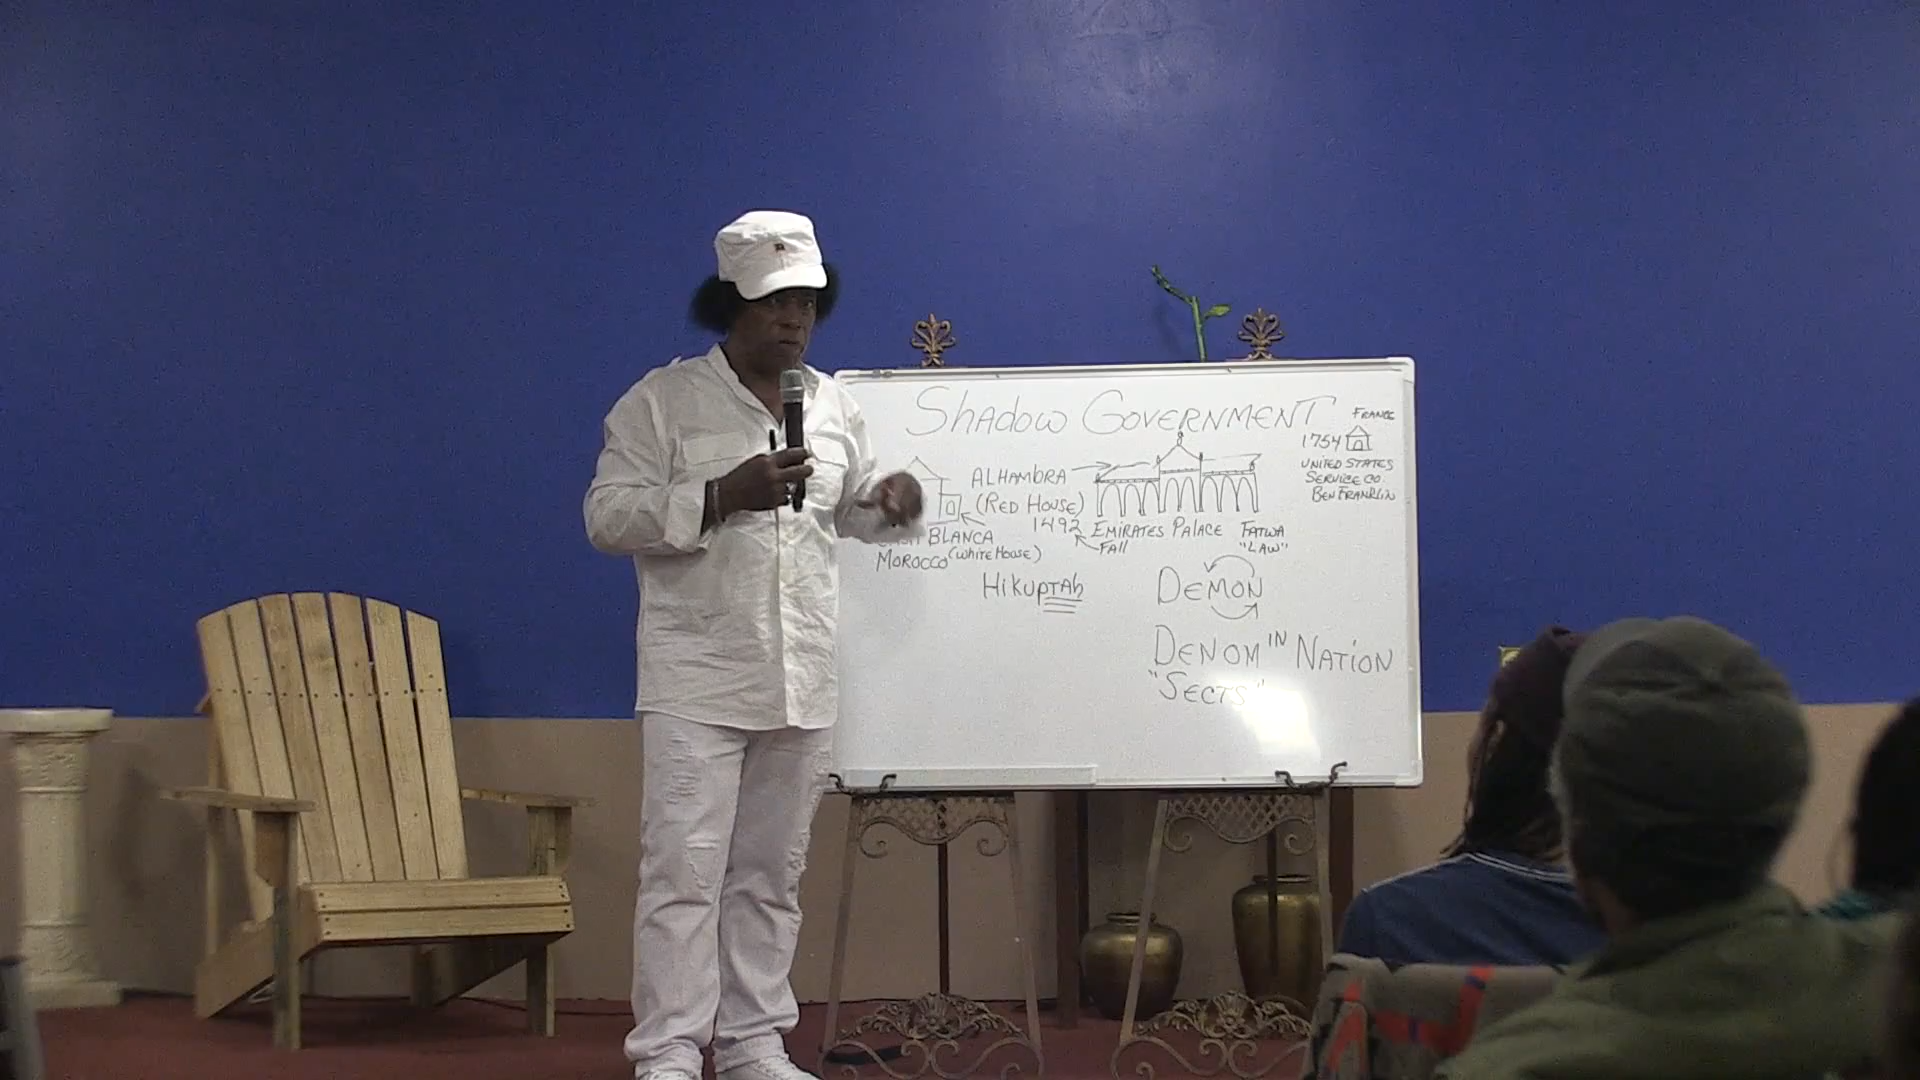 Shadow Government
France
1754
United States
Service Co.
Ben Franklin
Alhambra
(Red House)
1492
Fall
Emirates Palace
Fatwa
"Law"
Blanca
Morocco (White House)
Hikuptah
Demon
Denom in Nation
"Sects"